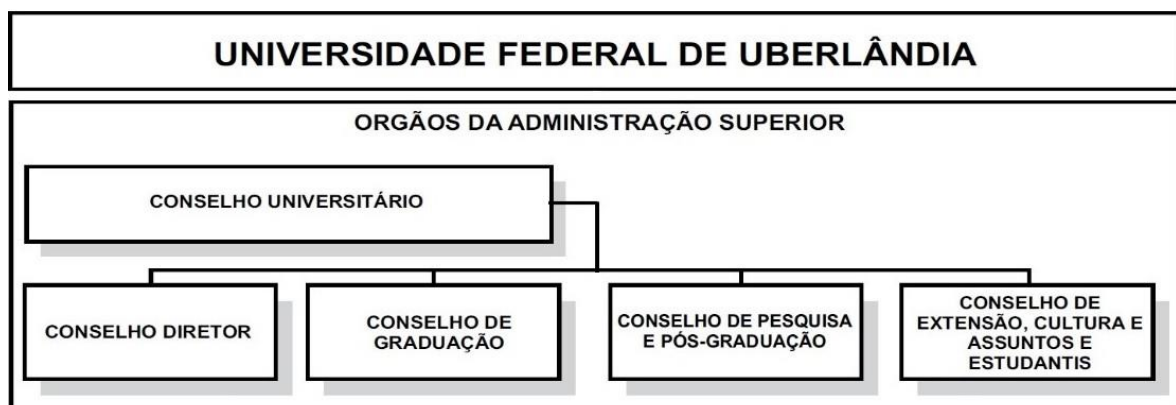 UNIVERSIDADE FEDERAL DE UBERLÂNDIA
ORGÃOS DA ADMINISTRAÇÃO SUPERIOR
CONSELHO UNIVERSITÁRIO
CONSELHO DIRETOR
CONSELHO DE
GRADUAÇÃO
CONSELHO DE PESQUISA
E PÓS-GRADUAÇÃO
CONSELHO DE
EXTENSÃO, CULTURA E
ASSUNTOS E
ESTUDANTIS